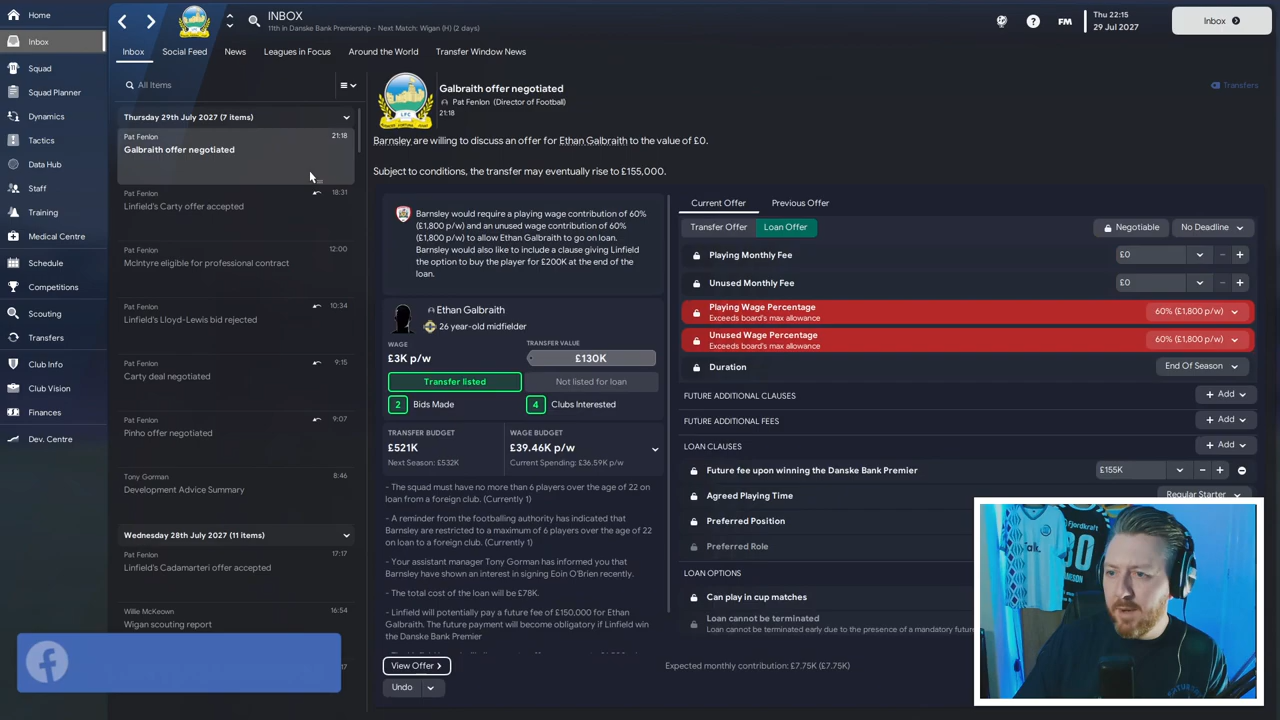 Home
Inbox
Squad
Squad Planner
Dynamics
Tactics
Data Hub
Staff
Training
Medical Centre
Schedule
Competitions
Scouting
Transfers
Club Info
Club Vision
Finances
Dev. Centre
INBOX
11th in Danske Bank Premiership - Next Match: Wigan (H) (2 days)
FM
Thu 22:15
29 Jul 2027
Inbox
Inbox
Social Feed
News
Leagues in Focus
Around the World
Transfer Window News
All Items
Thursday 29th July 2027 (7 items)
Pat Fenlon
21:18
Galbraith offer negotiated
Pat Fenlon
18:31
Linfield's Carty offer accepted
Pat Fenlon
12:00
McIntyre eligible for professional contract
Pat Fenlon
10:34
Linfield's Lloyd-Lewis bid rejected
Pat Fenlon
9:15
Carty deal negotiated
Pat Fenlon
9:07
Pinho offer negotiated
Tony Gorman
8:46
Development Advice Summary
Wednesday 28th July 2027 (11 items)
Pat Fenlon
17:17
Linfield's Cadamarteri offer accepted
Willie McKeown
16:54
Wigan scouting report
Galbraith offer negotiated
Pat Fenlon (Director of Football)
21:18
Transfers
Barnsley are willing to discuss an offer for Ethan Galbraith to the value of £0.
Subject to conditions, the transfer may eventually rise to £155,000.
Barnsley would require a playing wage contribution of 60%
(£1,800 p/w) and an unused wage contribution of 60%
(£1,800 p/w) to allow Ethan Galbraith to go on loan.
Barnsley would also like to include a clause giving Linfield
the option to buy the player for £200K at the end of the
loan.
Ethan Galbraith
26 year-old midfielder
WAGE
TRANSFER VALUE
£3K p/w
£130K
Transfer listed
Not listed for loan
2 Bids Made
4 Clubs Interested
TRANSFER BUDGET
WAGE BUDGET
£521K
£39.46K p/w
Next Season: £532K
Current Spending: £36.59K p/w
- The squad must have no more than 6 players over the age of 22 on
loan from a foreign club. (Currently 1)
- A reminder from the footballing authority has indicated that
Barnsley are restricted to a maximum of 6 players over the age of 22
on loan to a foreign club. (Currently 1)
- Your assistant manager Tony Gorman has informed you that
Barnsley have shown an interest in signing Eoin O'Brien recently.
- The total cost of the loan will be £78K.
- Linfield will potentially pay a future fee of £150,000 for Ethan
Galbraith. The future payment will become obligatory if Linfield win
the Danske Bank Premier
View Offer
Undo
Current Offer
Previous Offer
Transfer Offer
Loan Offer
Negotiable
No Deadline
Playing Monthly Fee
£0
Unused Monthly Fee
£0
Playing Wage Percentage
Exceeds board's max allowance
60% (£1,800 p/w)
Unused Wage Percentage
Exceeds board's max allowance
60% (£1,800 p/w)
Duration
End Of Season
FUTURE ADDITIONAL CLAUSES
Add
FUTURE ADDITIONAL FEES
Add
LOAN CLAUSES
Add
Future fee upon winning the Danske Bank Premier
£155K
Agreed Playing Time
Regular Starter
Preferred Position
Preferred Role
LOAN OPTIONS
Can play in cup matches
Loan cannot be terminated
Loan cannot be terminated early due to the presence of a mandatory future
Expected monthly contribution: £7.75K (£7.75K)